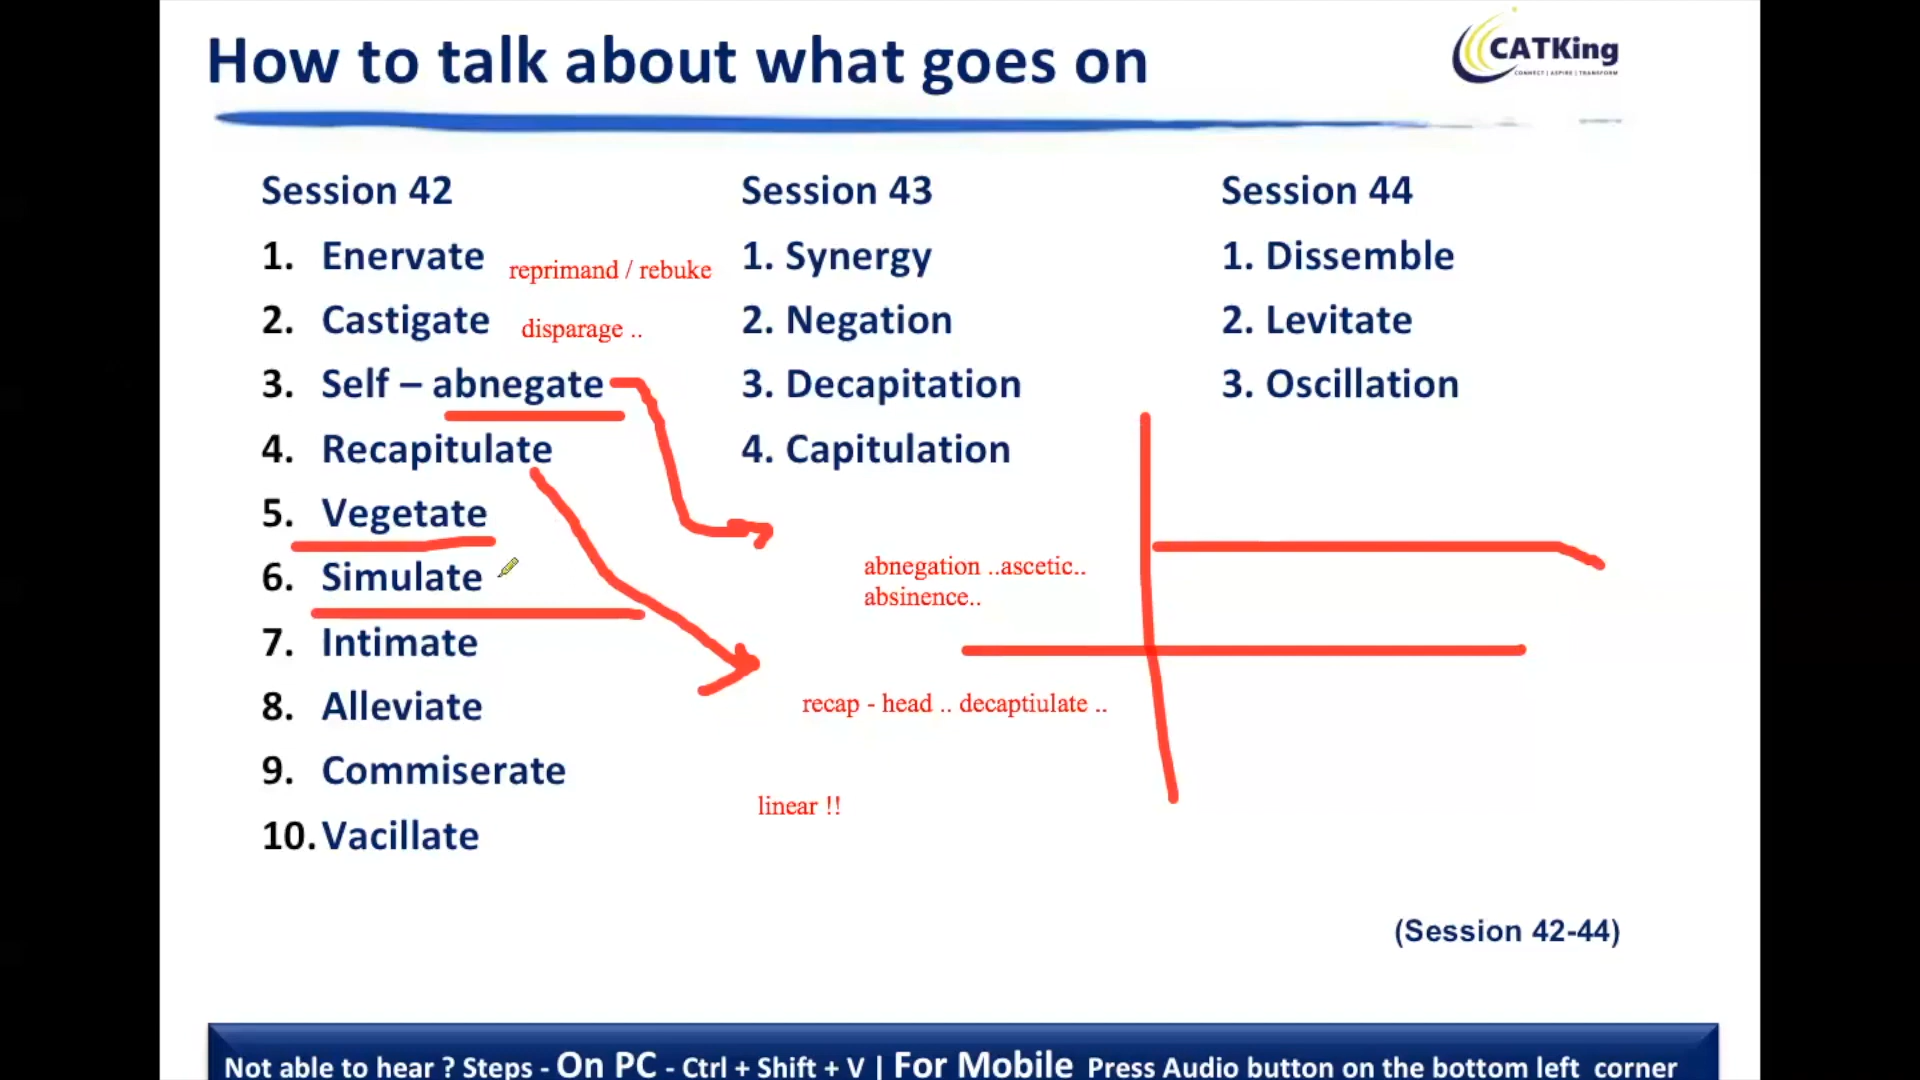 How to talk about what goes on
CATKing
CONNECT | ASPIRE | TRANSFORM
Session 42
1. Enervate
reprimand / rebuke
2. Castigate
disparage ..
3. Self – abnegate
4. Recapitulate
5. Vegetate
6. Simulate
7. Intimate
8. Alleviate
9. Commiserate
10. Vacillate
Session 43
1. Synergy
2. Negation
3. Decapitation
4. Capitulation
abnegation ..ascetic..
absinence..
recap - head .. decaptiulate ..
linear !!
Session 44
1. Dissemble
2. Levitate
3. Oscillation
(Session 42-44)
Not able to hear ? Steps - On PC - Ctrl + Shift + V | For Mobile Press Audio button on the bottom left corner